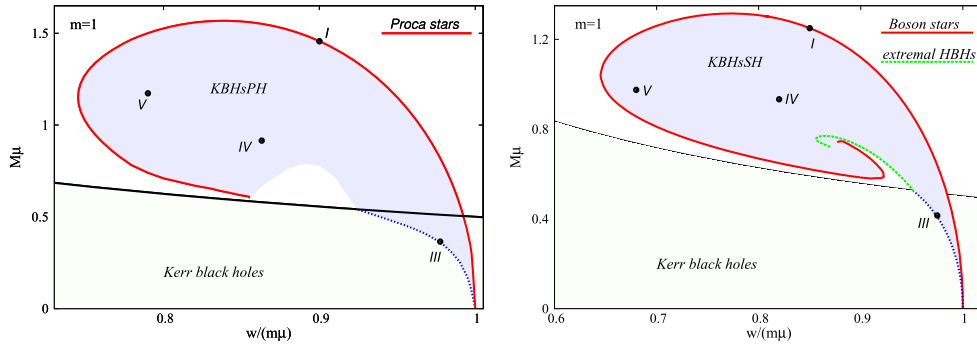 m=1
Proca stars
I
KBHsPH
V
IV
III
Kerr black holes
Mμ
0
0.5
1
1.5
0.8
0.9
1
w/(mμ)
m=1
Boson stars
extremal HBHs
I
KBHsSH
V
IV
III
Kerr black holes
Mμ
0
0.4
0.8
1.2
0.6
0.7
0.8
0.9
1
w/(mμ)